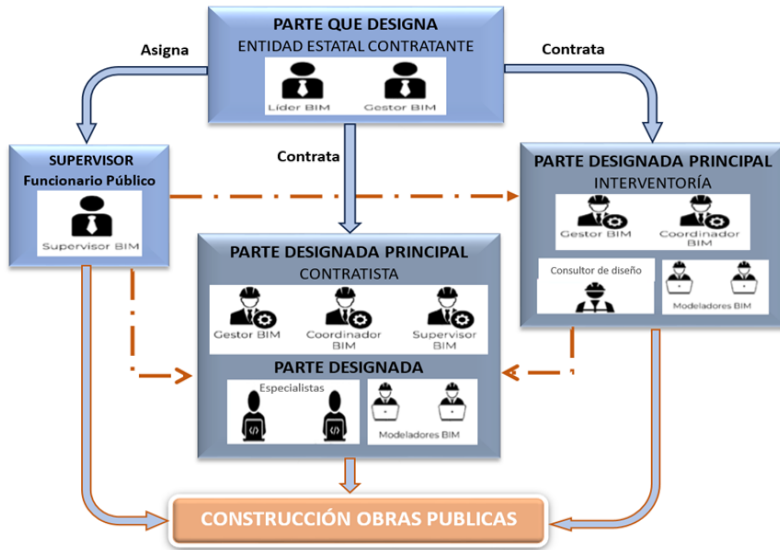 PARTE QUE DESIGNA
ENTIDAD ESTATAL CONTRATANTE
Líder BIM
Gestor BIM
Asigna
Contrata
Contrata
SUPERVISOR
Funcionario Público
Supervisor BIM
PARTE DESIGNADA PRINCIPAL
INTERVENTORÍA
Gestor BIM
Coordinador
BIM
Consultor de diseño
Modeladores BIM
PARTE DESIGNADA PRINCIPAL
CONTRATISTA
Gestor BIM
Coordinador
BIM
Supervisor
BIM
PARTE DESIGNADA
Especialistas
Modeladores BIM
CONSTRUCCIÓN OBRAS PUBLICAS